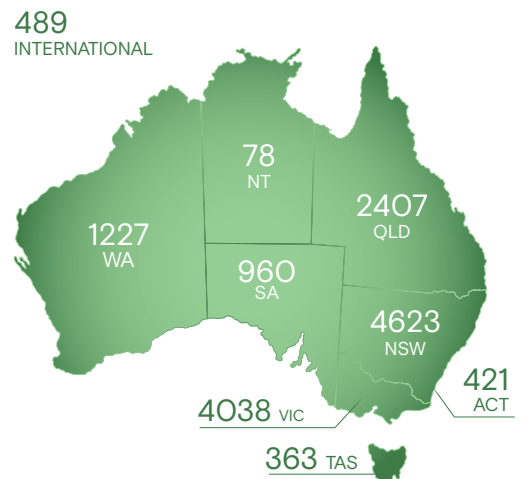 489
INTERNATIONAL
78
NT
2407
QLD
1227
WA
960
SA
4623
NSW
421
ACT
4038 VIC
363 TAS